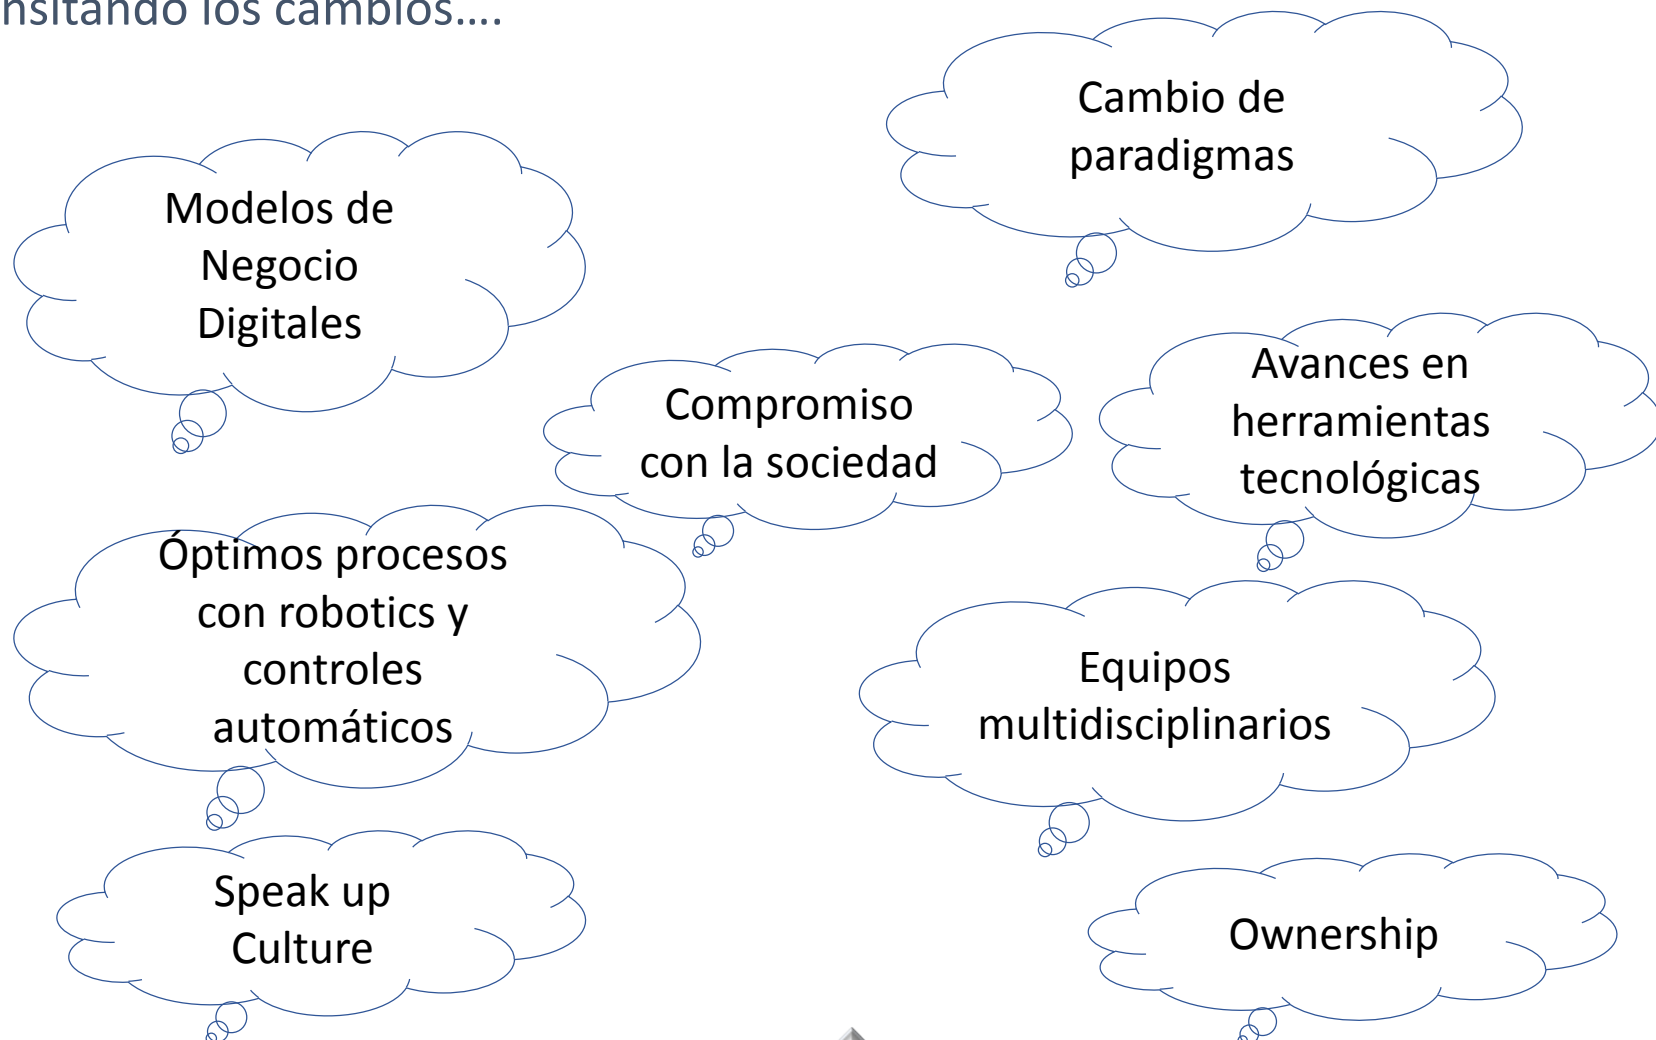 nsitando los cambios....
Cambio de
paradigmas
Modelos de
Negocio
Digitales
Compromiso
con la sociedad
Avances en
herramientas
tecnológicas
Óptimos procesos
con robotics y
controles
automáticos
Equipos
multidisciplinarios
Speak up
Culture
Ownership